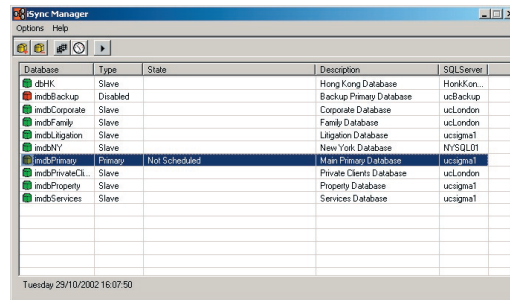 iSync Manager
Options Help
Database Type State Description SQLServer
dbHK Slave Hong Kong Database HonkKon...
imdbBackup Disabled Backup Primary Database ucBackup
imdbCorporate Slave Corporate Database ucLondon
imdbFamily Slave Family Database ucLondon
imdbLitigation Slave Litigation Database ucsigma1
imdbNY Slave New York Database NYSQL01
imdbPrimary Primary Not Scheduled Main Primary Database ucsigma1
imdbPrivateCli... Slave Private Clients Database ucLondon
imdbProperty Slave Property Database ucsigma1
imdbServices Slave Services Database ucsigma1
Tuesday 29/10/2002 16:07:50